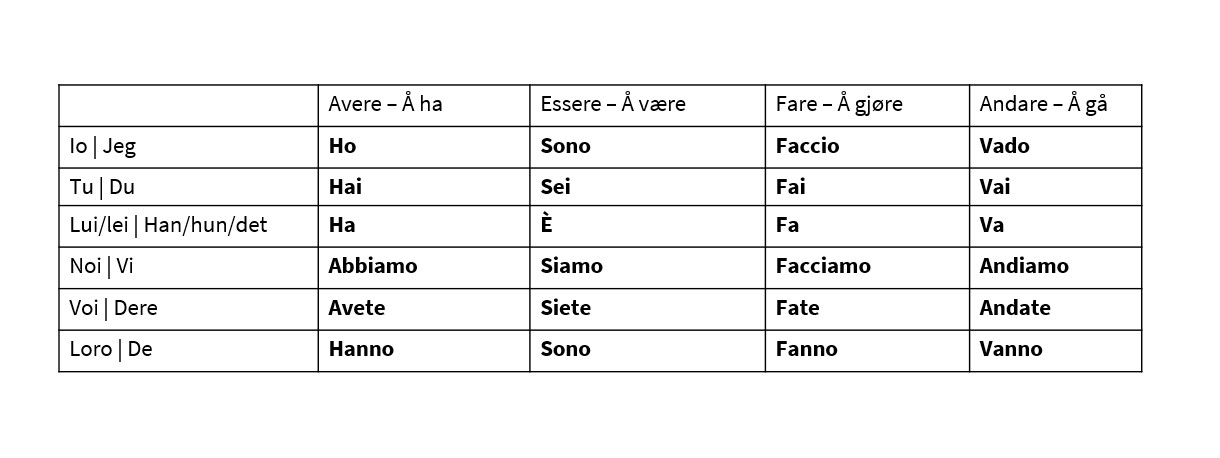 Avere – Å ha Essere – Å være Fare – Å gjøre Andare – Å gå
Io | Jeg Ho Sono Faccio Vado
Tu | Du Hai Sei Fai Vai
Lui/lei | Han/hun/det Ha È Fa Va
Noi | Vi Abbiamo Siamo Facciamo Andiamo
Voi | Dere Avete Siete Fate Andate
Loro | De Hanno Sono Fanno Vanno